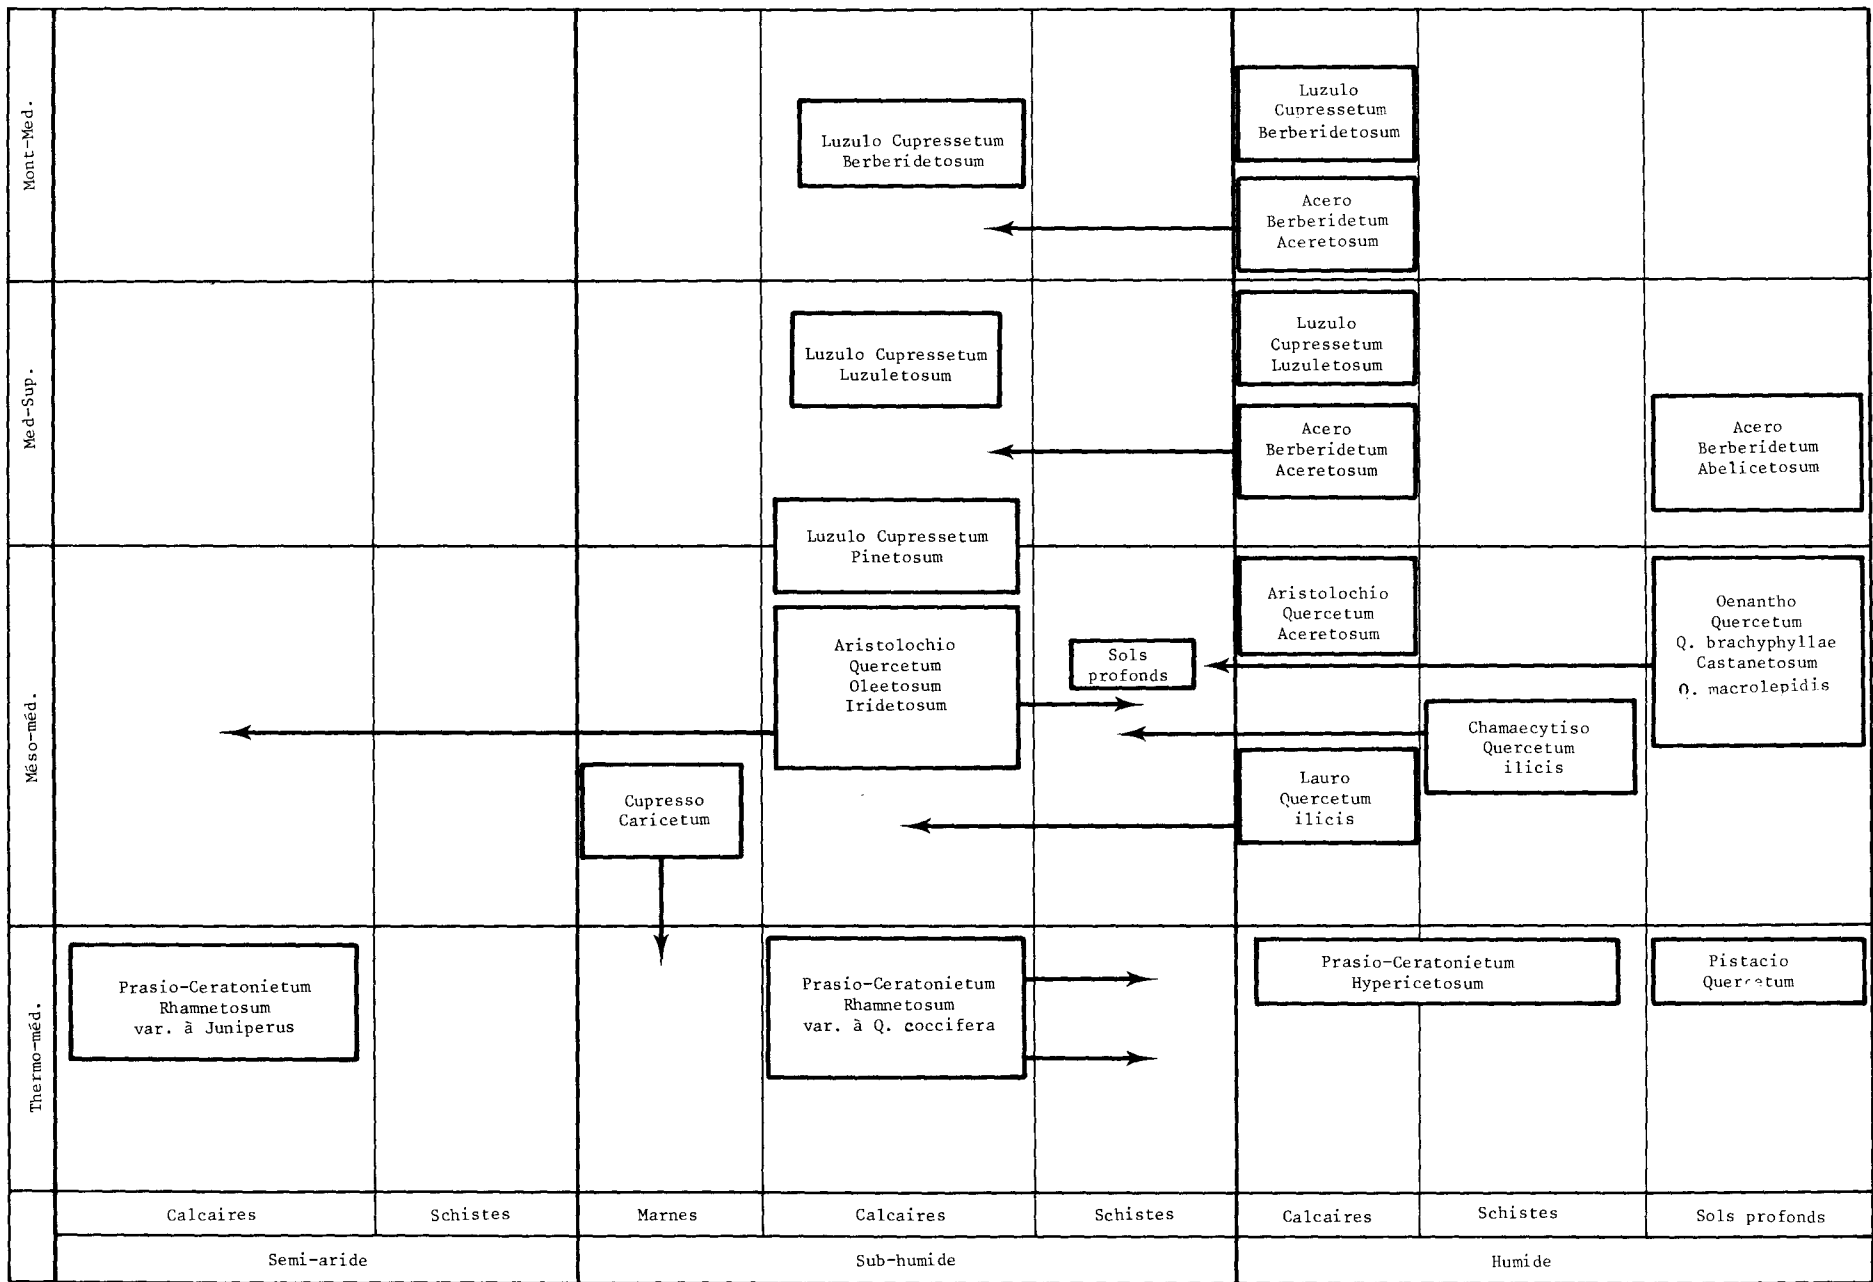 Mont-Med.
Luzulo Cupressetum
Berberidetosum
Luzulo
Cupressetum
Berberidetosum
Acero
Berberidetum
Aceretosum
Med-Sup.
Luzulo Cupressetum
Luzuletosum
Luzulo
Cupressetum
Luzuletosum
Acero
Berberidetum
Aceretosum
Acero
Berberidetum
Abelicetosum
Luzulo Cupressetum
Pinetosum
Méso-méd.
Aristolochio
Quercetum
Oleetosum
Iridetosum
Sols
profonds
Aristolochio
Quercetum
Aceretosum
Oenantho
Quercetum
Q. brachyphyllae
Castanetosum
Q. macrolepidis
Chamaecytiso
Quercetum
ilicis
Cupresso
Caricetum
Lauro
Quercetum
ilicis
Thermo-méd.
Prasio-Ceratonietum
Rhamnetosum
var. à Juniperus
Prasio-Ceratonietum
Rhamnetosum
var. à Q. coccifera
Prasio-Ceratonietum
Hypericetosum
Pistacio
Quercetum
Calcaires
Schistes
Marnes
Calcaires
Schistes
Calcaires
Schistes
Sols profonds
Semi-aride
Sub-humide
Humide